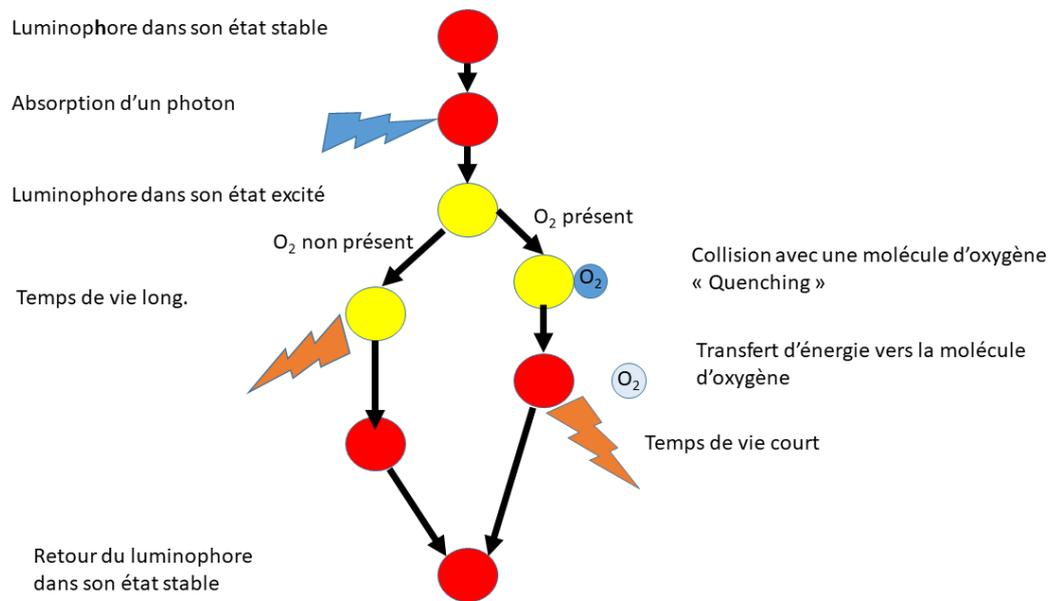 Luminophore dans son état stable
Absorption d’un photon
Luminophore dans son état excité
O₂ présent
O₂ non présent
Collision avec une molécule d’oxygène
« Quenching »
O₂
Temps de vie long.
Transfert d’énergie vers la molécule
d’oxygène
O₂
Temps de vie court
Retour du luminophore
dans son état stable